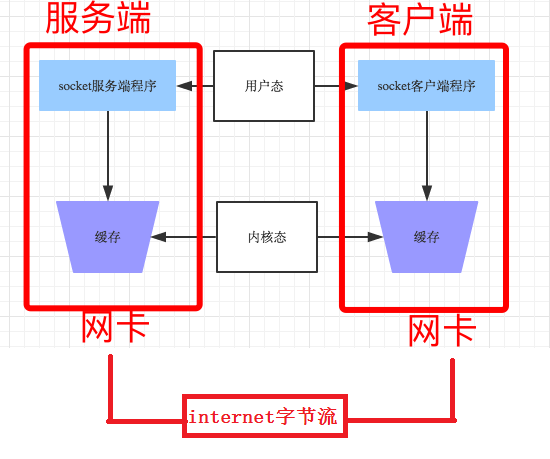 服务端
客户端
socket服务端程序
用户态
socket客户端程序
缓存
内核态
缓存
网卡
网卡
internet字节流